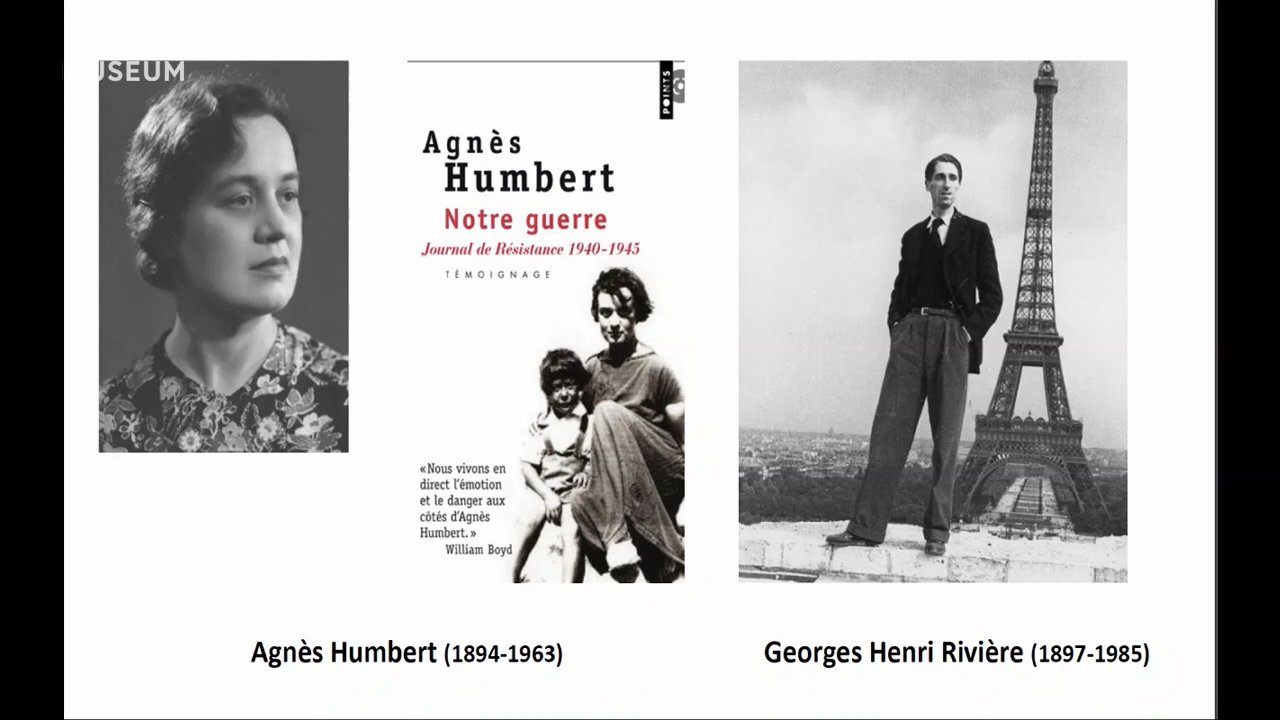 MUSEUM
POINTS
Agnès
Humbert
Notre guerre
Journal de Résistance 1940-1945
TÉMOIGNAGE
«Nous vivons en
direct l'émotion
et le danger aux
côtés d'Agnès
Humbert.»
William Boyd
Agnès Humbert (1894-1963)
Georges Henri Rivière (1897-1985)